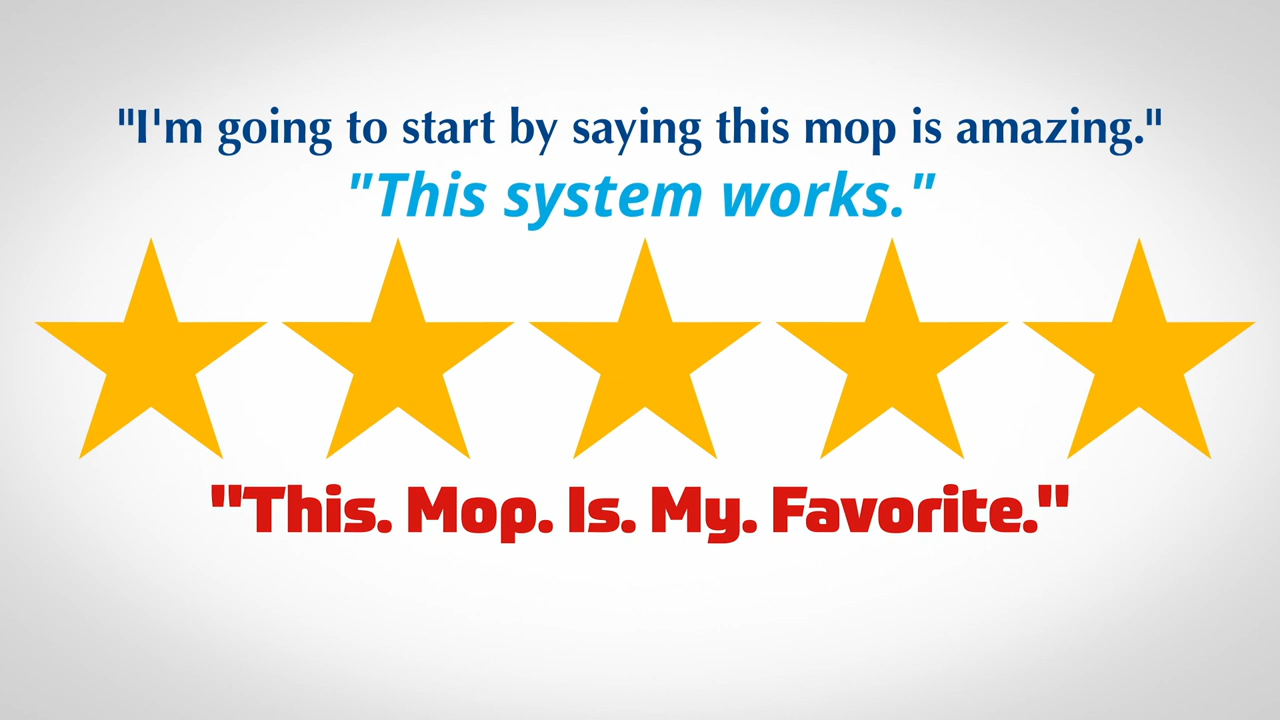 "I'm going to start by saying this mop is amazing."
"This system works."
"This. Mop. Is. My. Favorite."